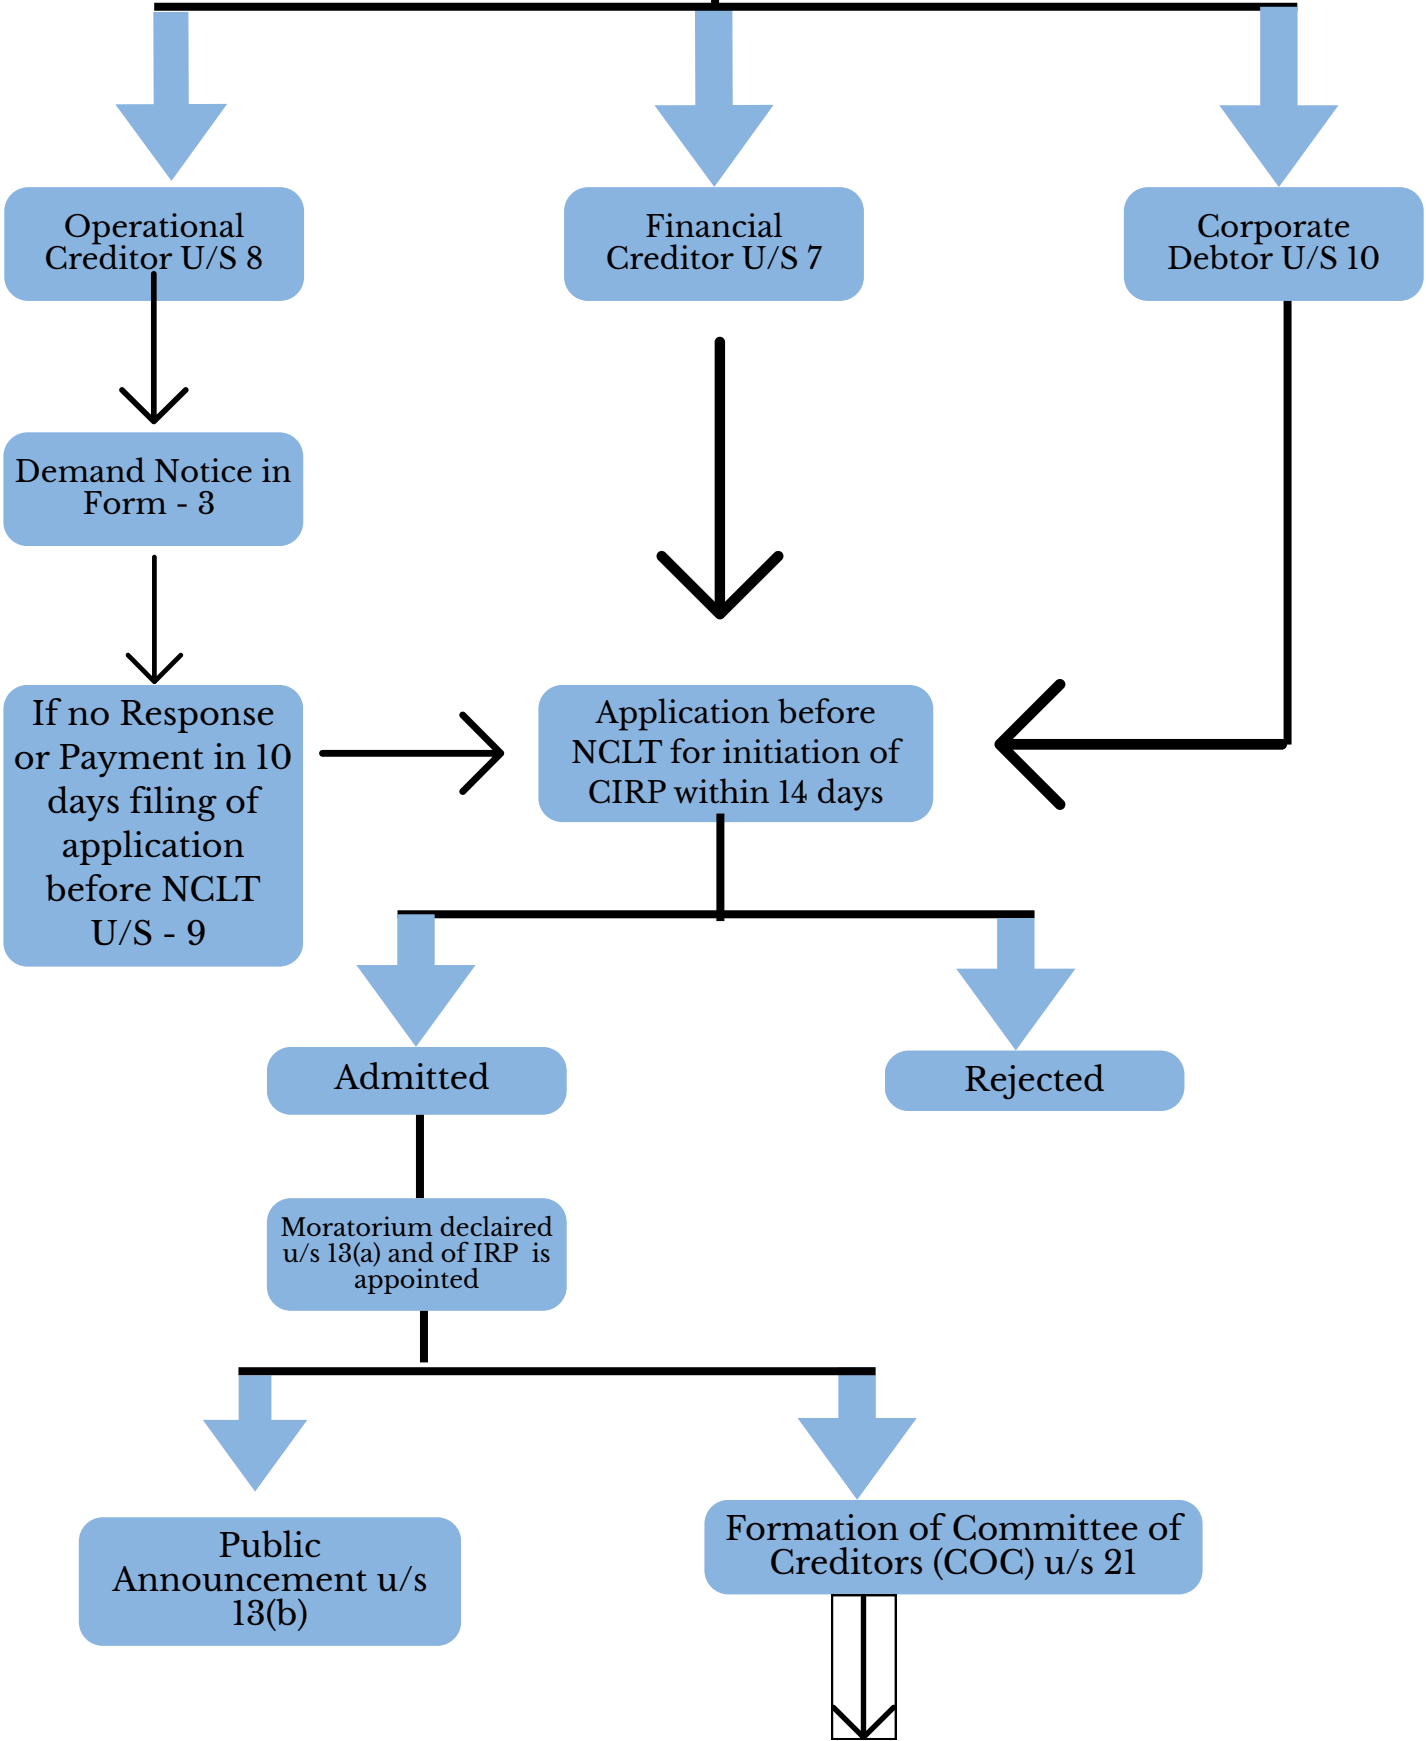 Operational
Creditor U/S 8
Financial
Creditor U/S 7
Corporate
Debtor U/S 10
Demand Notice in
Form - 3
If no Response
or Payment in 10
days filing of
application
before NCLT
U/S - 9
Application before
NCLT for initiation of
CIRP within 14 days
Admitted
Rejected
Moratorium declaired
u/s 13(a) and of IRP is
appointed
Public
Announcement u/s
13(b)
Formation of Committee of
Creditors (COC) u/s 21